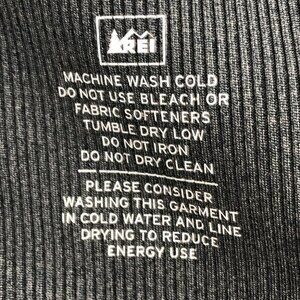 REI
MACHINE WASH COLD
DO NOT USE BLEACH OR
FABRIC SOFTENERS
TUMBLE DRY LOW
DO NOT IRON
DO NOT DRY CLEAN
PLEASE CONSIDER
WASHING THIS GARMENT
IN COLD WATER AND LINE
DRYING TO REDUCE
ENERGY USE